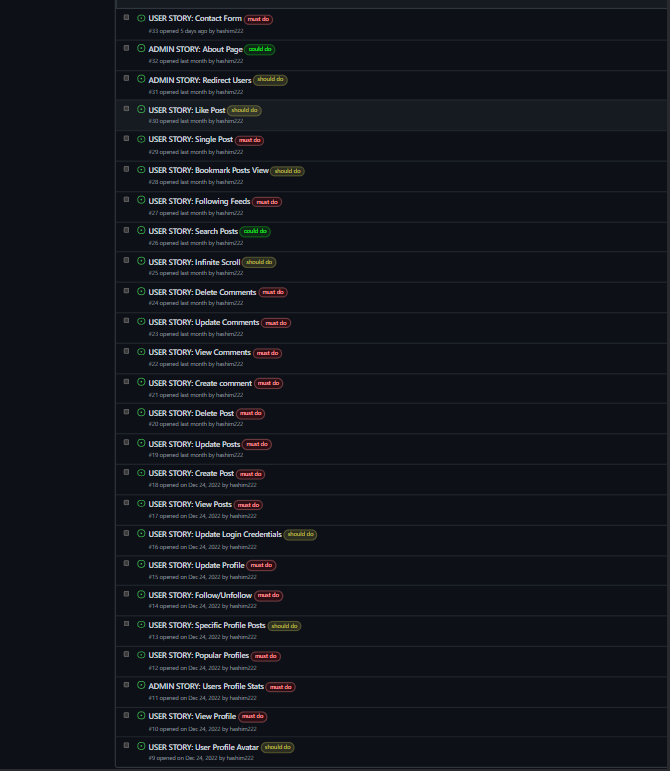 USER STORY: Contact Form must do
#33 opened 5 days ago by hashim222
ADMIN STORY: About Page could do
#32 opened last month by hashim222
ADMIN STORY: Redirect Users should do
#31 opened last month by hashim222
USER STORY: Like Post should do
#30 opened last month by hashim222
USER STORY: Single Post must do
#29 opened last month by hashim222
USER STORY: Bookmark Posts View should do
#28 opened last month by hashim222
USER STORY: Following Feeds must do
#27 opened last month by hashim222
USER STORY: Search Posts could do
#26 opened last month by hashim222
USER STORY: Infinite Scroll should do
#25 opened last month by hashim222
USER STORY: Delete Comments must do
#24 opened last month by hashim222
USER STORY: Update Comments must do
#23 opened last month by hashim222
USER STORY: View Comments must do
#22 opened last month by hashim222
USER STORY: Create comment must do
#21 opened last month by hashim222
USER STORY: Delete Post must do
#20 opened last month by hashim222
USER STORY: Update Posts must do
#19 opened last month by hashim222
USER STORY: Create Post must do
#18 opened on Dec 24, 2022 by hashim222
USER STORY: View Posts must do
#17 opened on Dec 24, 2022 by hashim222
USER STORY: Update Login Credentials should do
#16 opened on Dec 24, 2022 by hashim222
USER STORY: Update Profile must do
#15 opened on Dec 24, 2022 by hashim222
USER STORY: Follow/Unfollow must do
#14 opened on Dec 24, 2022 by hashim222
USER STORY: Specific Profile Posts should do
#13 opened on Dec 24, 2022 by hashim222
USER STORY: Popular Profiles must do
#12 opened on Dec 24, 2022 by hashim222
ADMIN STORY: Users Profile Stats must do
#11 opened on Dec 24, 2022 by hashim222
USER STORY: View Profile must do
#10 opened on Dec 24, 2022 by hashim222
USER STORY: User Profile Avatar should do
#9 opened on Dec 24, 2022 by hashim222